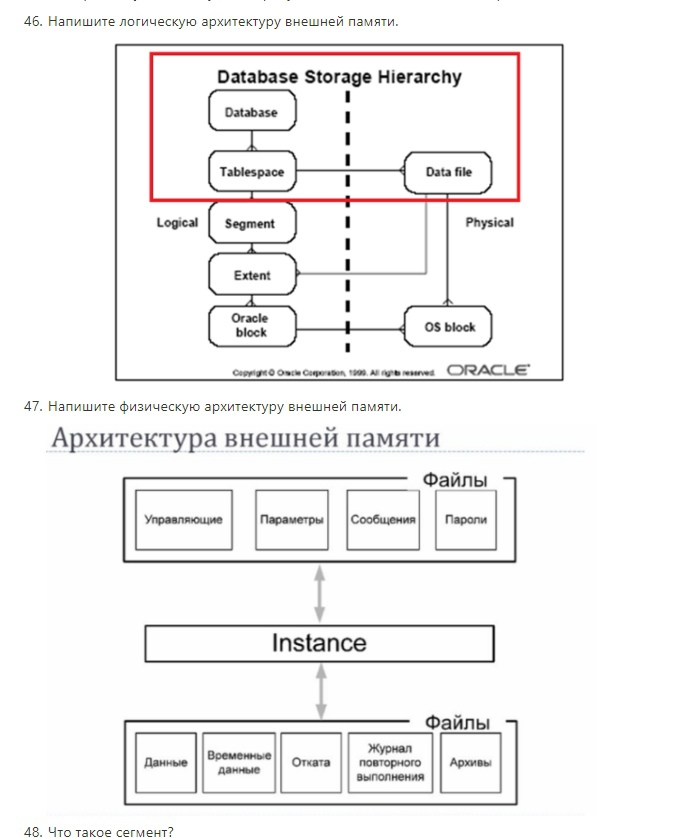 46. Напишите логическую архитектуру внешней памяти.
Database Storage Hierarchy
Database
Tablespace
Data file
Logical
Segment
Physical
Extent
Oracle
block
OS block
Copyright © Oracle Corporation, 1999. All rights reserved.
ORACLE
47. Напишите физическую архитектуру внешней памяти.
Архитектура внешней памяти
Файлы
Управляющие
Параметры
Сообщения
Пароли
Instance
Файлы
Данные
Временные
данные
Отката
Журнал
повторного
выполнения
Архивы
48. Что такое сегмент?